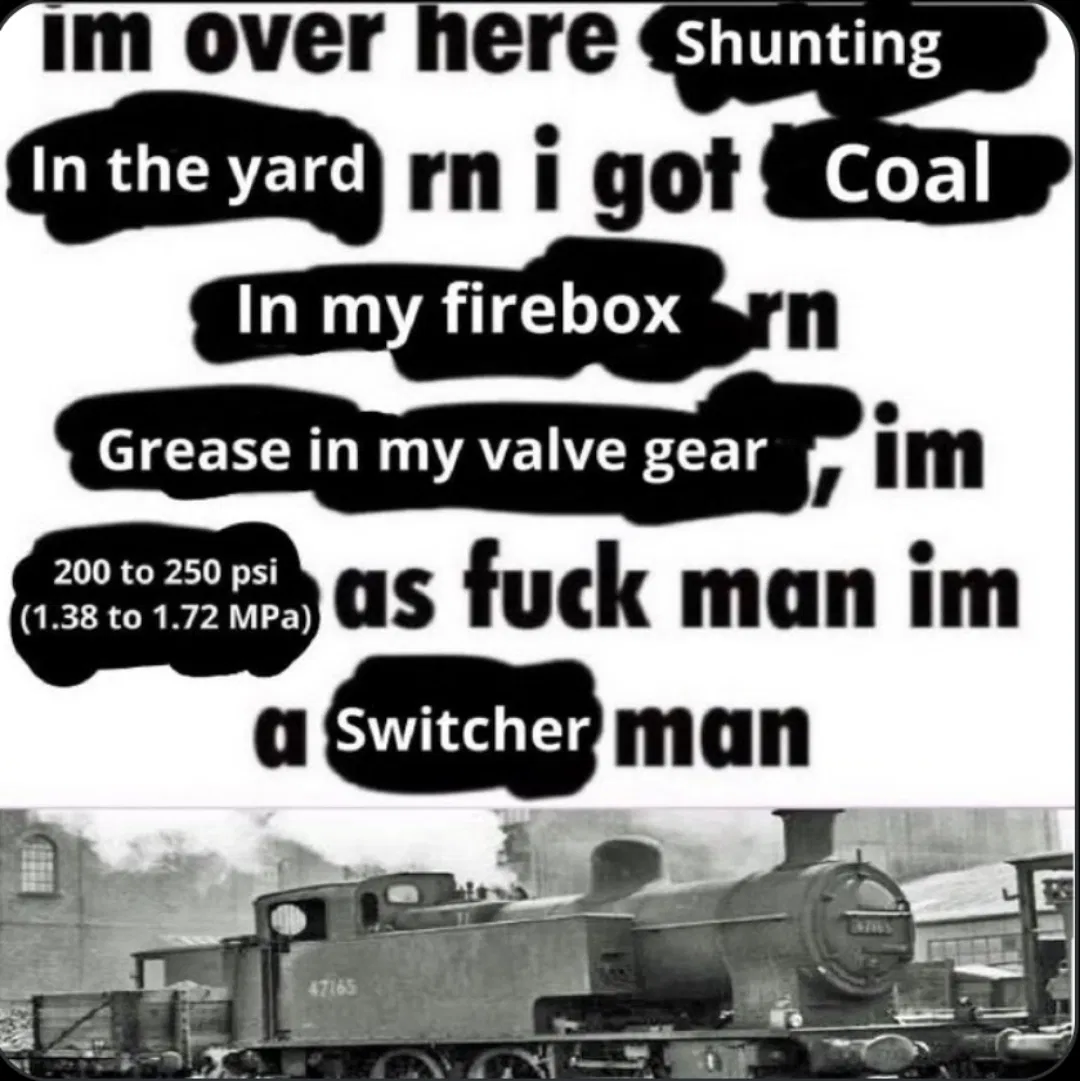 im over here Shunting
In the yard rn i got Coal
In my firebox rn
Grease in my valve gear, im
200 to 250 psi
(1.38 to 1.72 MPa) as fuck man im
a Switcher man
47165
47165